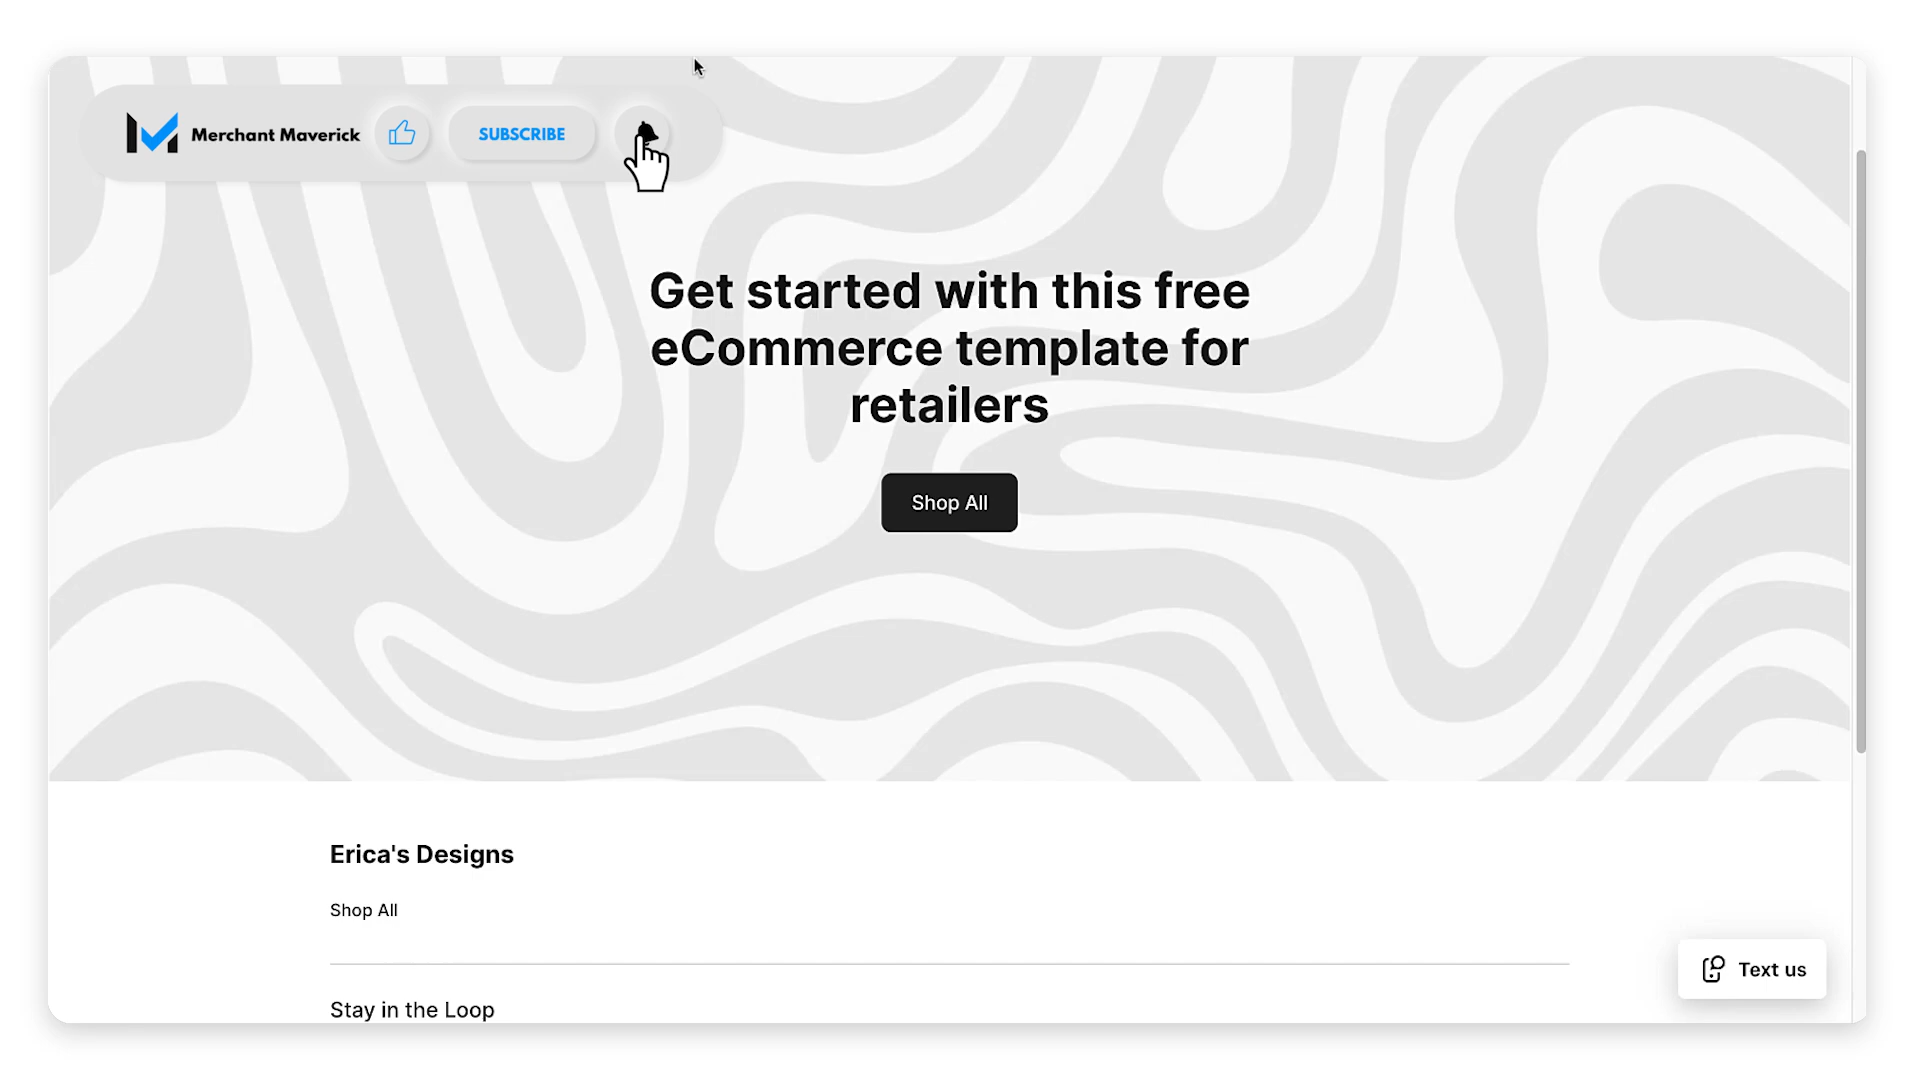 Merchant Maverick
SUBSCRIBE
Get started with this free
eCommerce template for
retailers
Shop All
Erica's Designs
Shop All
Stay in the Loop
Text us